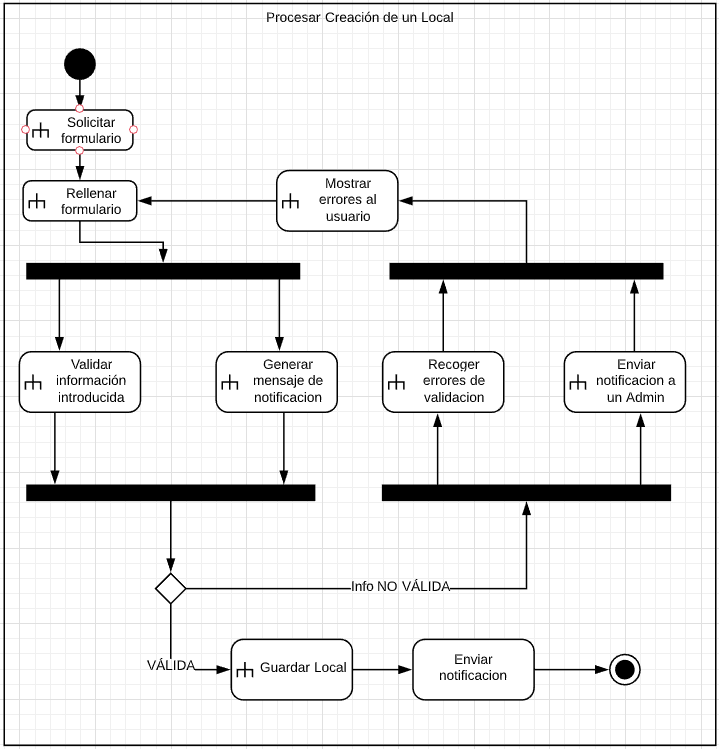 Procesar Creación de un Local
Solicitar
formulario
Rellenar
formulario
Mostrar
errores al
usuario
Validar
información
introducida
Generar
mensaje de
notificacion
Recoger
errores de
validacion
Enviar
notificacion a
un Admin
Info NO VÁLIDA
VÁLIDA
Guardar Local
Enviar
notificacion